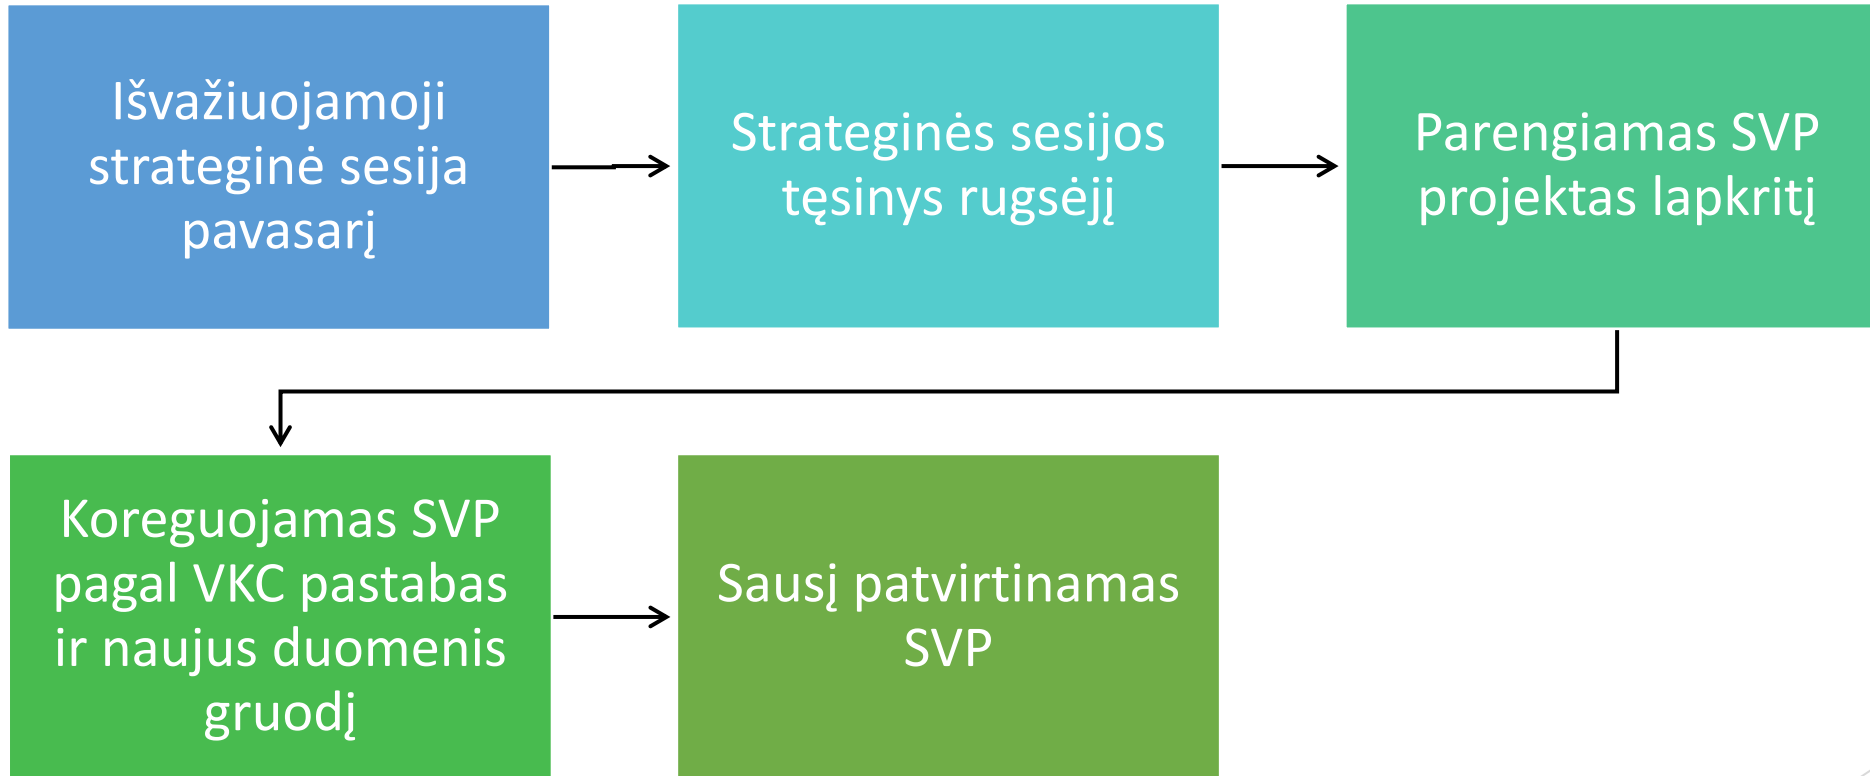 Išvažiuojamoji
strateginė sesija
pavasarį
Strateginės sesijos
tęsinys rugsėjį
Parengiamas SVP
projektas lapkritį
Koreguojamas SVP
pagal VKC pastabas
ir naujus duomenis
gruodį
Sausį patvirtinamas
SVP